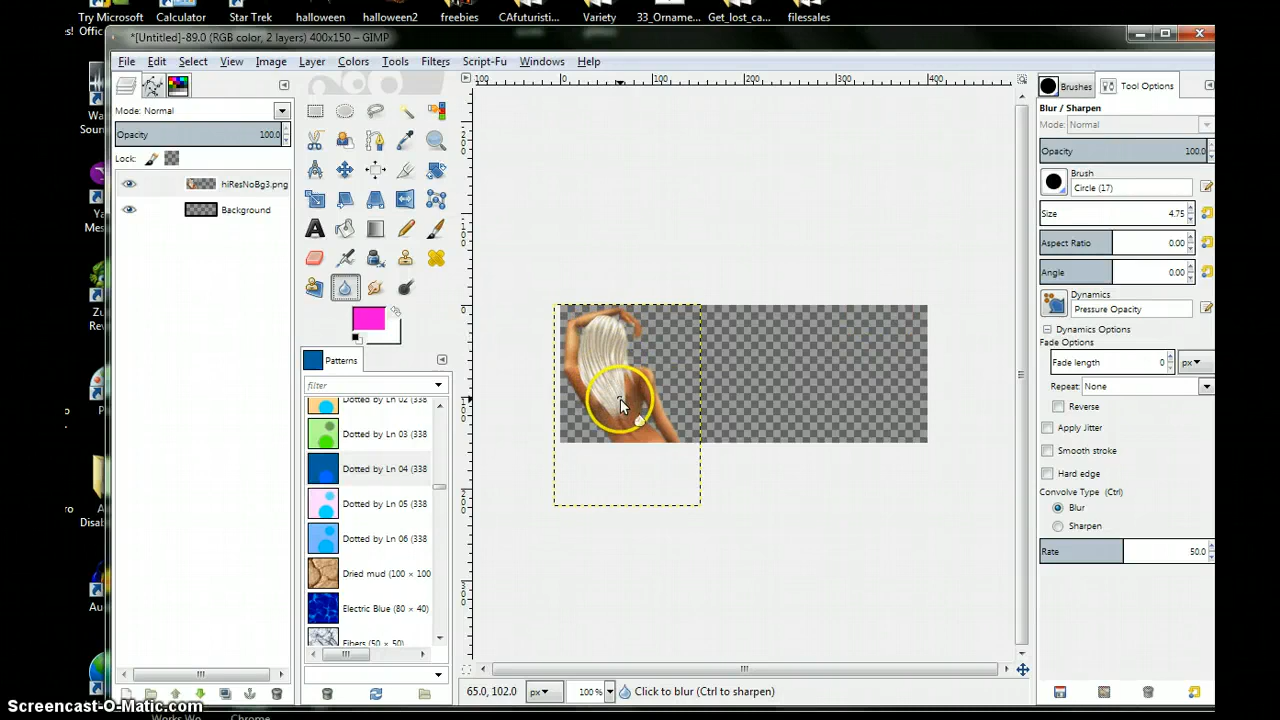 Try Microsoft
Calculator
Star Trek
halloween
halloween2
freebies
CAfuturisti...
Variety
33_Orname...
Get_lost_ca...
filessales
*[Untitled]-89.0 (RGB color, 2 layers) 400x150 – GIMP
File Edit Select View Image Layer Colors Tools Filters Script-Fu Windows Help
Mode: Normal
Opacity 100.0
Lock:
hiResNoBg3.png
Background
Patterns
filter
Dotted by Ln 02 (338
Dotted by Ln 03 (338
Dotted by Ln 04 (338
Dotted by Ln 05 (338
Dotted by Ln 06 (338
Dried mud (100 × 100
Electric Blue (80 × 40)
Fibers (50 × 50)
100 0 100 200 300 400
Brushes
Tool Options
Blur / Sharpen
Mode: Normal
Opacity 100.0
Brush
Circle (17)
Size 4.75
Aspect Ratio 0.00
Angle 0.00
Dynamics
Pressure Opacity
Dynamics Options
Fade Options
Fade length 0 px
Repeat: None
Reverse
Apply Jitter
Smooth stroke
Hard edge
Convolve Type (Ctrl)
Blur
Sharpen
Rate 50.0
65.0, 102.0 px 100 % Click to blur (Ctrl to sharpen)
Screencast-O-Matic.com
Chrome